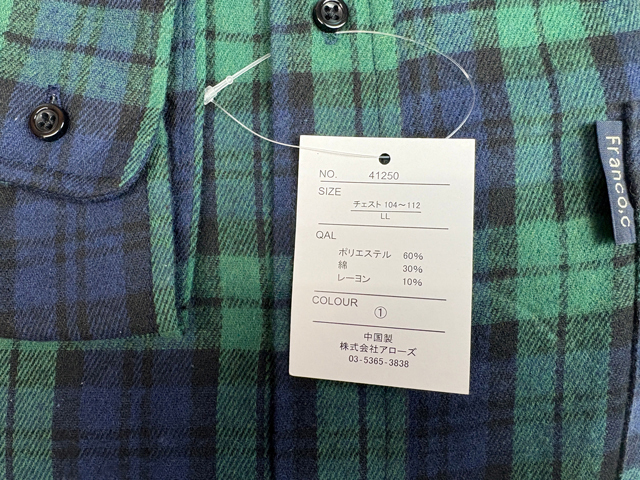 NO. 41250
SIZE
チェスト 104～112
LL
QAL
ポリエステル 60%
綿 30%
レーヨン 10%
COLOUR
①
中国製
株式会社アローズ
03-5365-3838
Franco,c